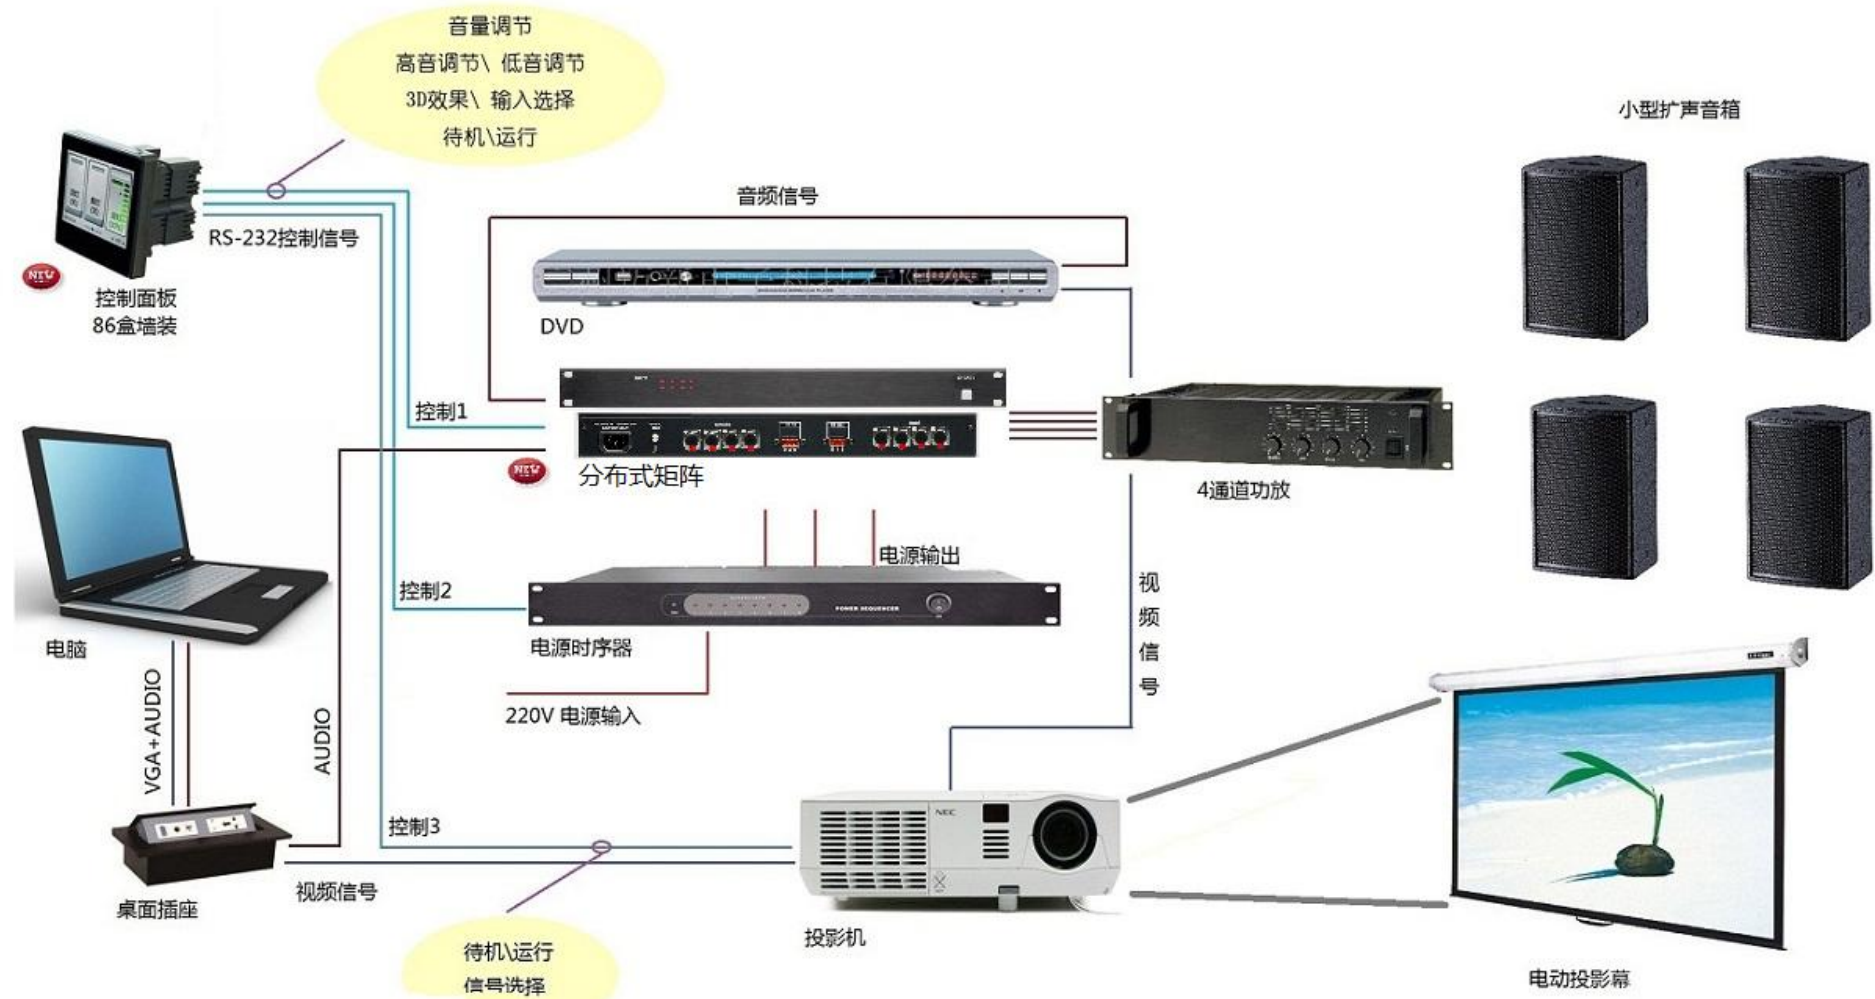 音量调节
高音调节\ 低音调节
3D效果\ 输入选择
待机\运行
小型扩声音箱
音频信号
RS-232控制信号
NEW
控制面板
86盒墙装
DVD
控制1
NEW
分布式矩阵
4通道功放
电源输出
控制2
POWER SEQUENCER
电源时序器
电脑
视频信号
VGA+AUDIO
AUDIO
220V 电源输入
控制3
NEC
视频信号
桌面插座
投影机
待机\运行
信号选择
电动投影幕